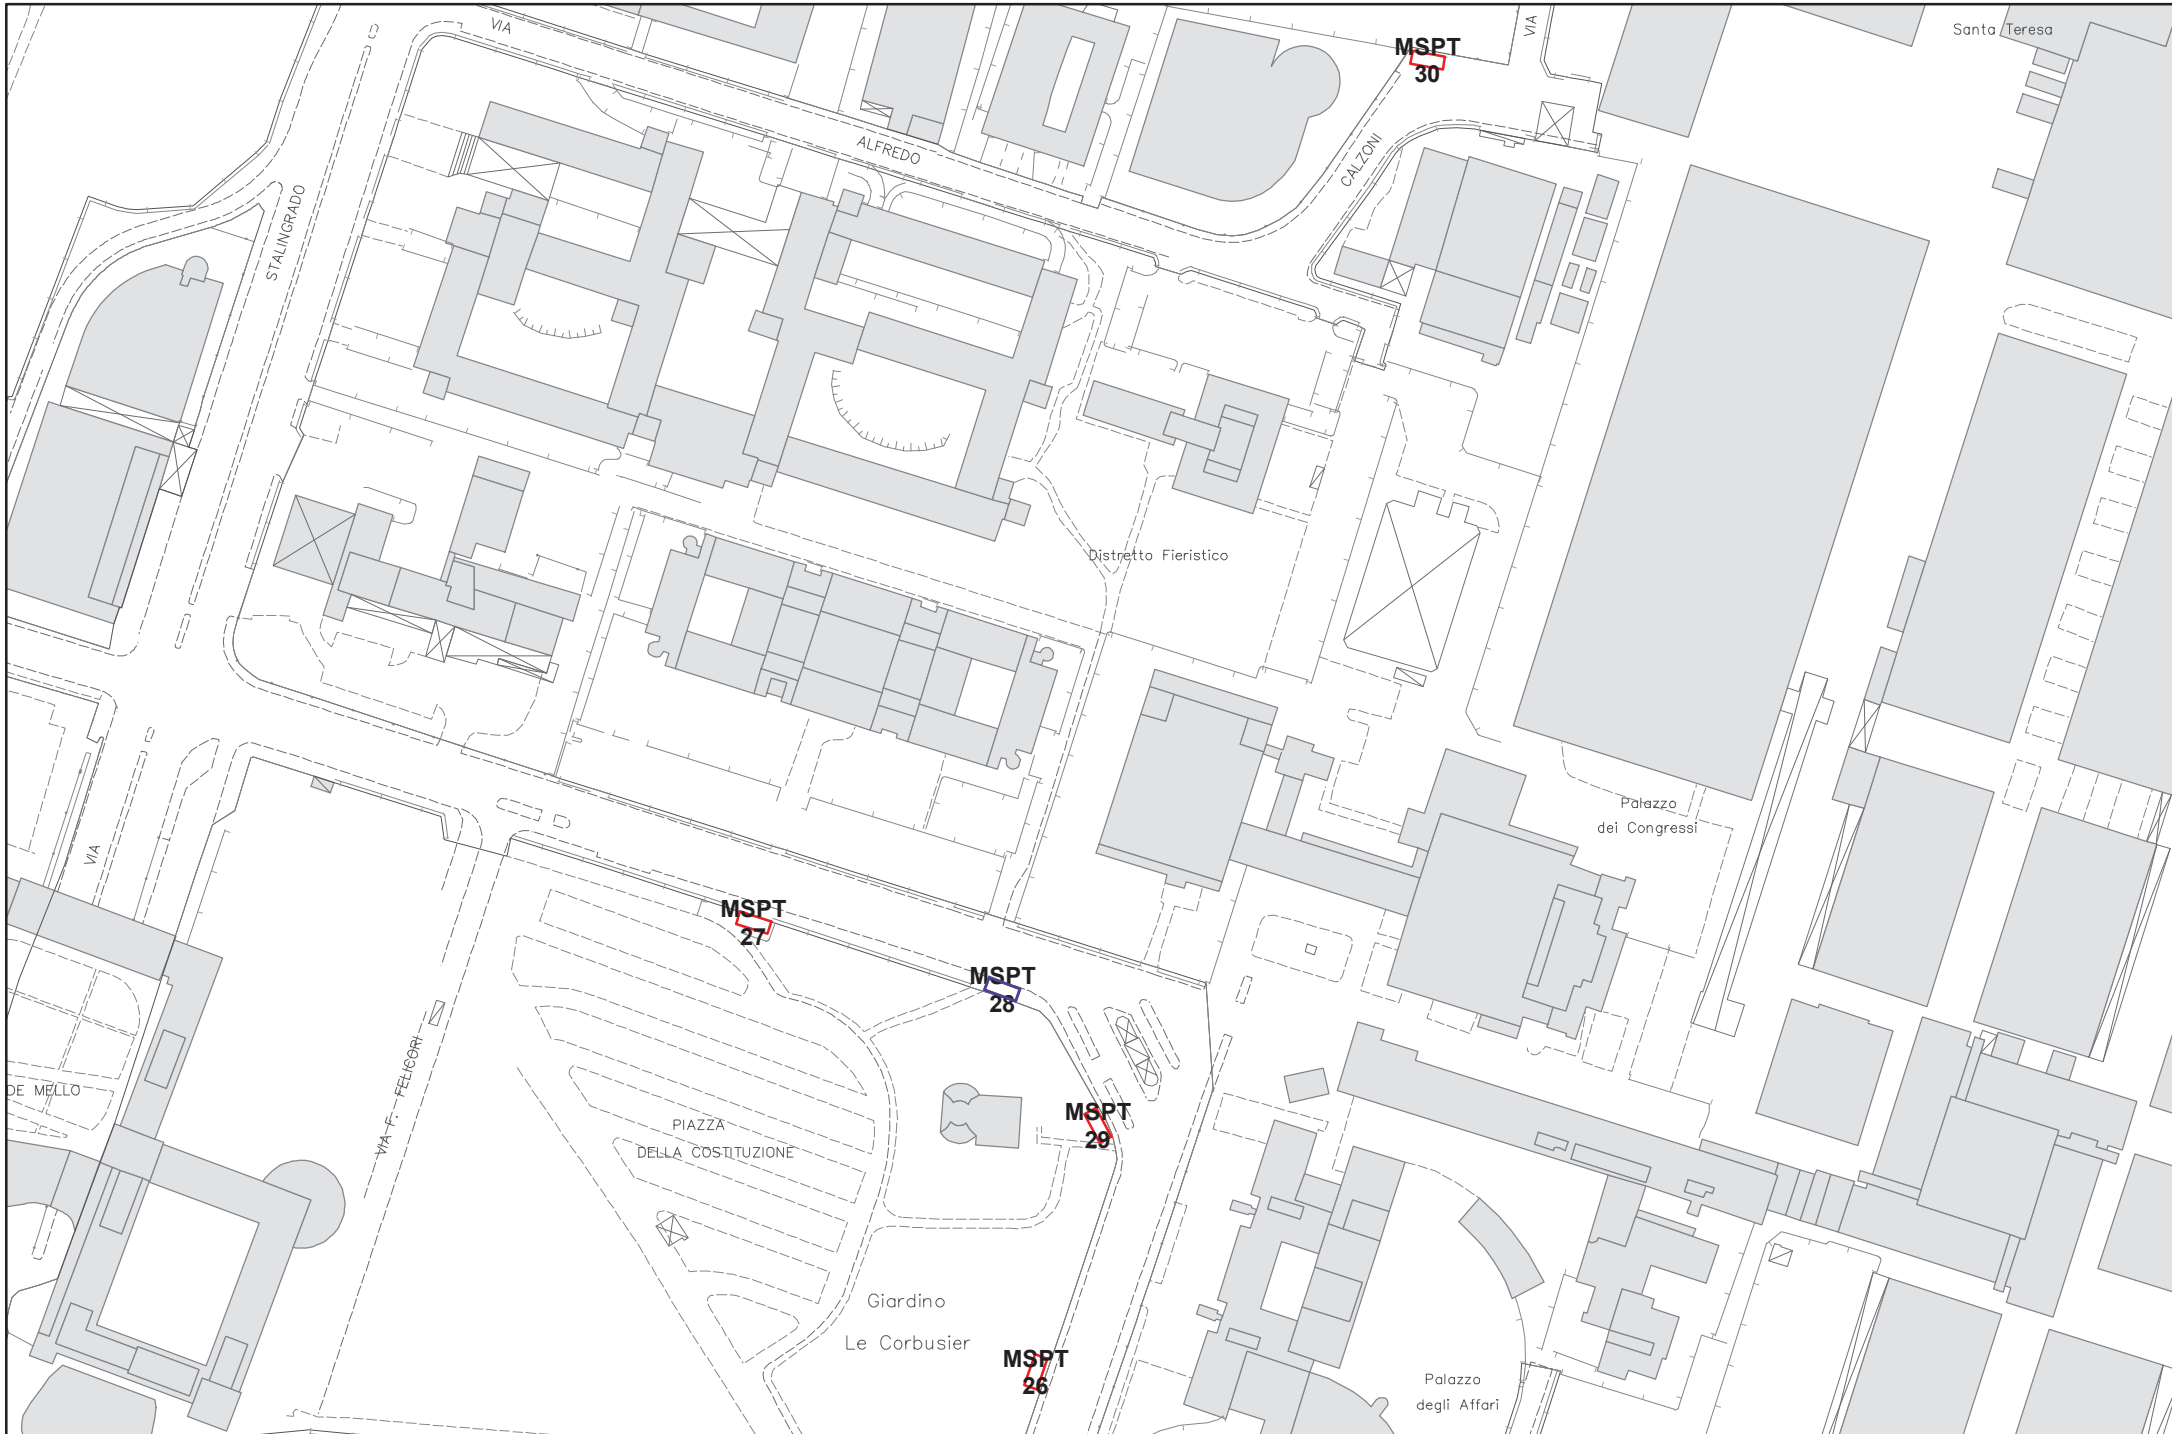 VIA
VIA
Santa Teresa
MSPT
30
ALFREDO
CALZONI
STALINGRADO
Distretto Fieristico
Palazzo
dei Congressi
VIA
MSPT
27
MSPT
28
VIA F. FELICORI
DE MELLO
MSPT
29
PIAZZA
DELLA COSTITUZIONE
Giardino
Le Corbusier
MSPT
26
Palazzo
degli Affari